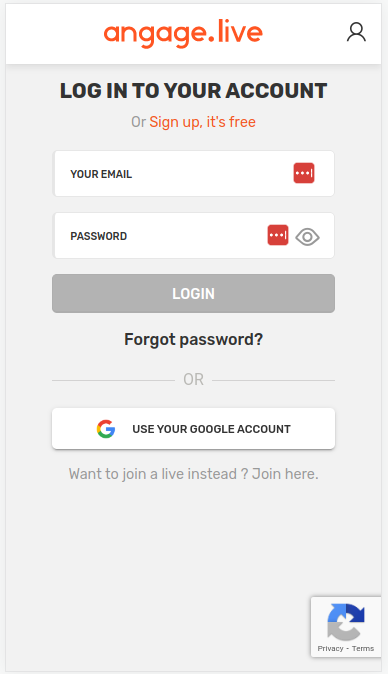 angage.live
LOG IN TO YOUR ACCOUNT
Or Sign up, it's free
YOUR EMAIL
PASSWORD
LOGIN
Forgot password?
OR
USE YOUR GOOGLE ACCOUNT
Want to join a live instead ? Join here.
Privacy - Terms